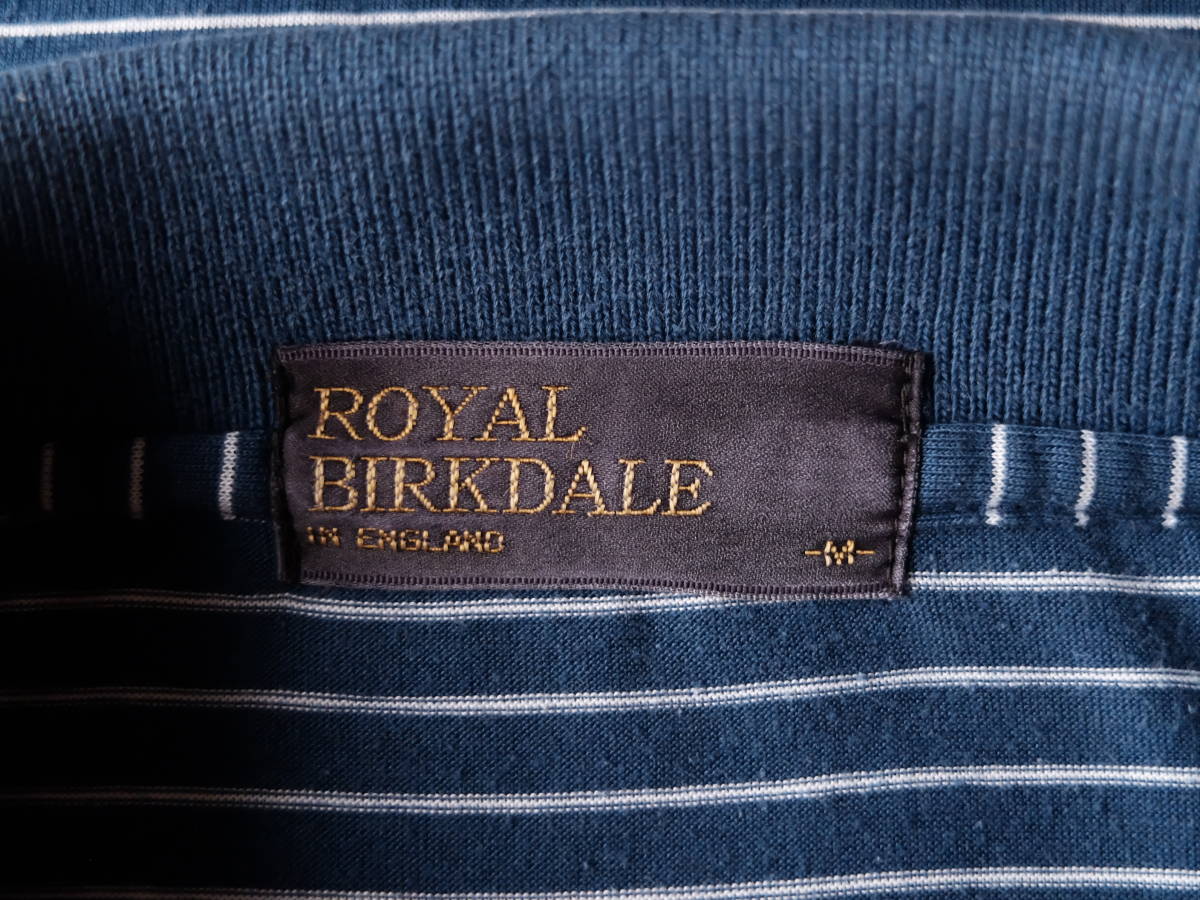 ROYAL
BIRKDALE
IN ENGLAND
-M-